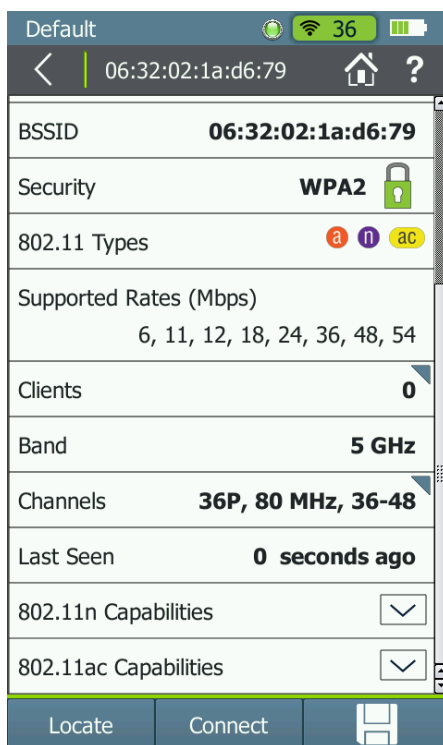 Default 36
06:32:02:1a:d6:79 ?
BSSID 06:32:02:1a:d6:79
Security WPA2
802.11 Types a n ac
Supported Rates (Mbps)
6, 11, 12, 18, 24, 36, 48, 54
Clients 0
Band 5 GHz
Channels 36P, 80 MHz, 36-48
Last Seen 0 seconds ago
802.11n Capabilities
802.11ac Capabilities
Locate Connect